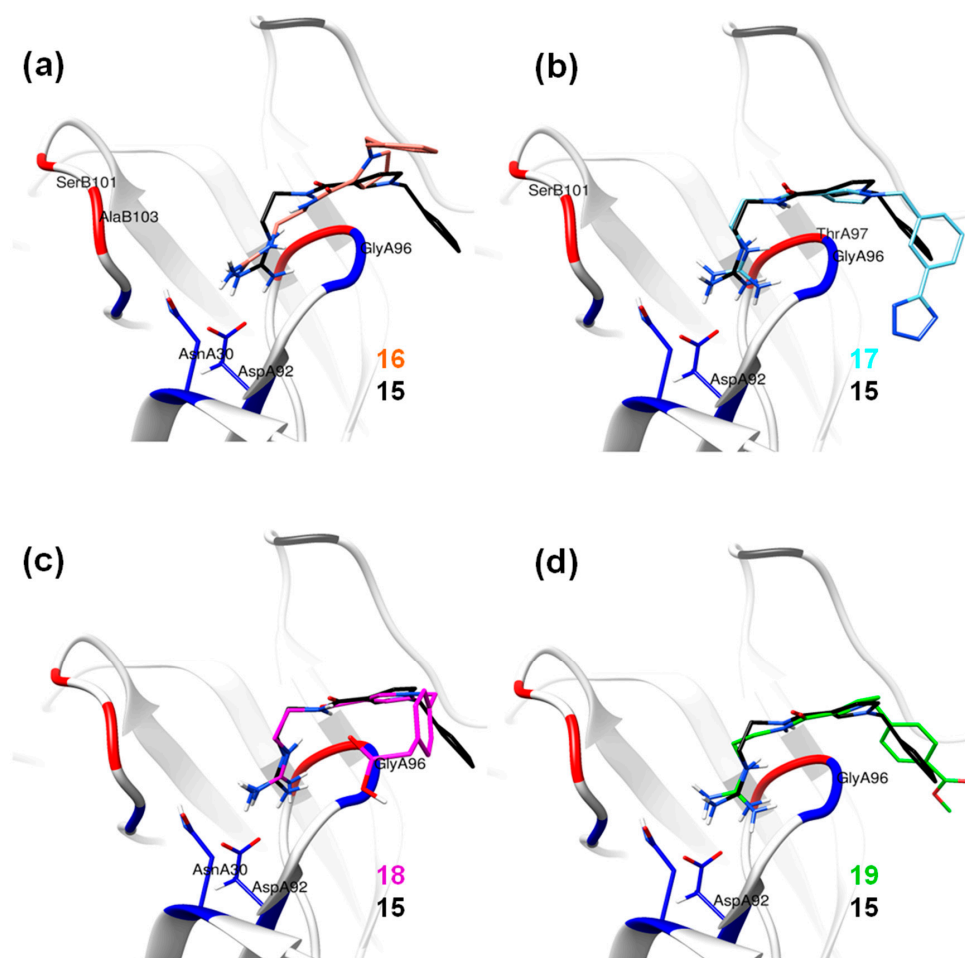 (a)
SerB101
AlaB103
GlyA96
AsnA30
AspA92
16
15
(b)
SerB101
ThrA97
GlyA96
AspA92
17
15
(c)
GlyA96
AsnA30
AspA92
18
15
(d)
GlyA96
AspA92
19
15